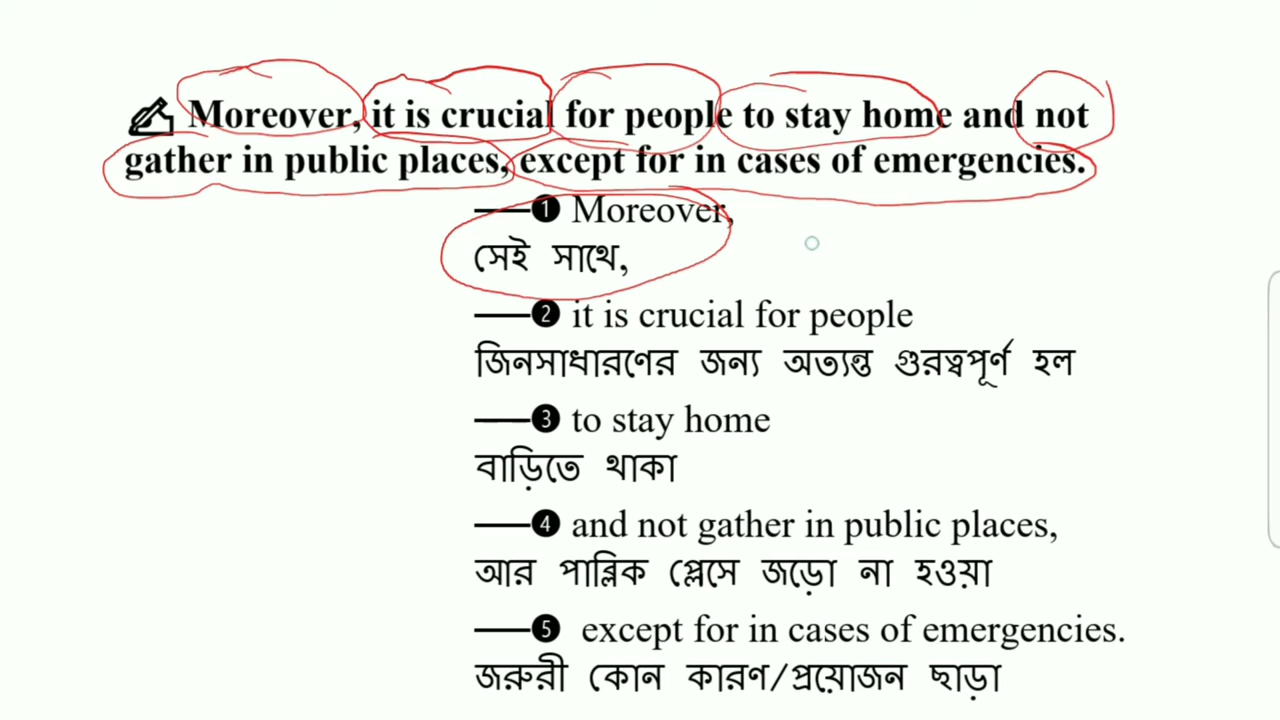 ✍ Moreover, it is crucial for people to stay home and not
gather in public places, except for in cases of emergencies.
——❶ Moreover,
সেই সাথে,
——❷ it is crucial for people
জিনসাধারণের জন্য অত্যন্ত গুরত্বপূর্ণ হল
——❸ to stay home
বাড়িতে থাকা
——❹ and not gather in public places,
আর পাব্লিক প্লেসে জড়ো না হওয়া
——❺ except for in cases of emergencies.
জরুরী কোন কারণ/প্রয়োজন ছাড়া